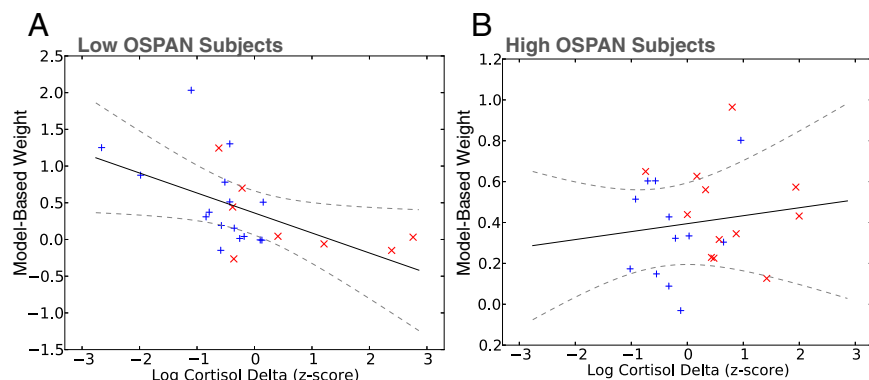 A Low OSPAN Subjects
2.5
2.0
1.5
1.0
0.5
0.0
−0.5
−1.0
−1.5
Model-Based Weight
−3 −2 −1 0 1 2 3
Log Cortisol Delta (z-score)
B High OSPAN Subjects
1.2
1.0
0.8
0.6
0.4
0.2
0.0
0.2
Model-Based Weight
−3 −2 −1 0 1 2 3
Log Cortisol Delta (z-score)